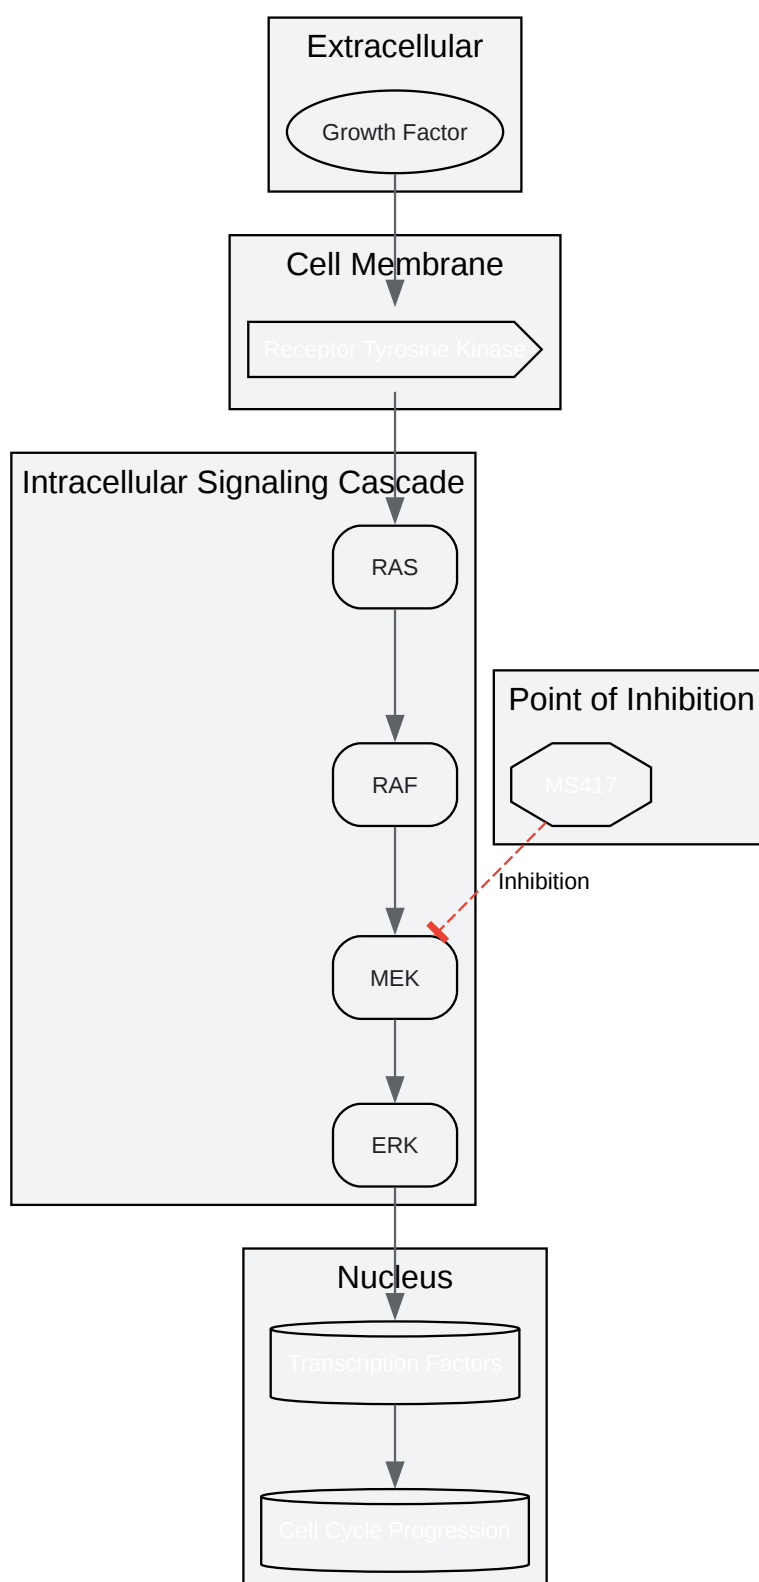 Extracellular
Growth Factor
Cell Membrane
Receptor Tyrosine Kinase
Intracellular Signaling Cascade
RAS
Point of Inhibition
RAF
MS417
Inhibition
MEK
ERK
Nucleus
Transcription Factors
Cell Cycle Progression